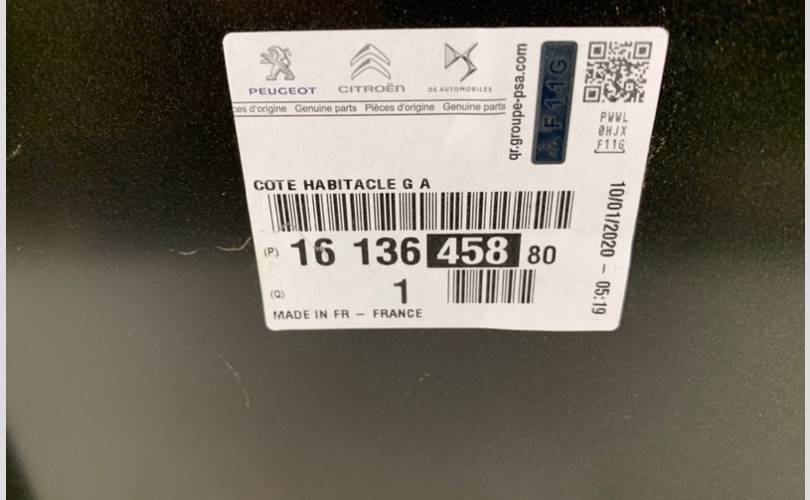 PEUGEOT
CITROËN
DS AUTOMOBILES
ces d'origine Genuine parts Pièces d'origine Genuine parts
qr.groupe-psa.com
F11G
PWWL
0HJX
F11G
COTE HABITACLE G A
(P) 16 136 458 80
(Q) 1
MADE IN FR – FRANCE
10/01/2020 – 05:19